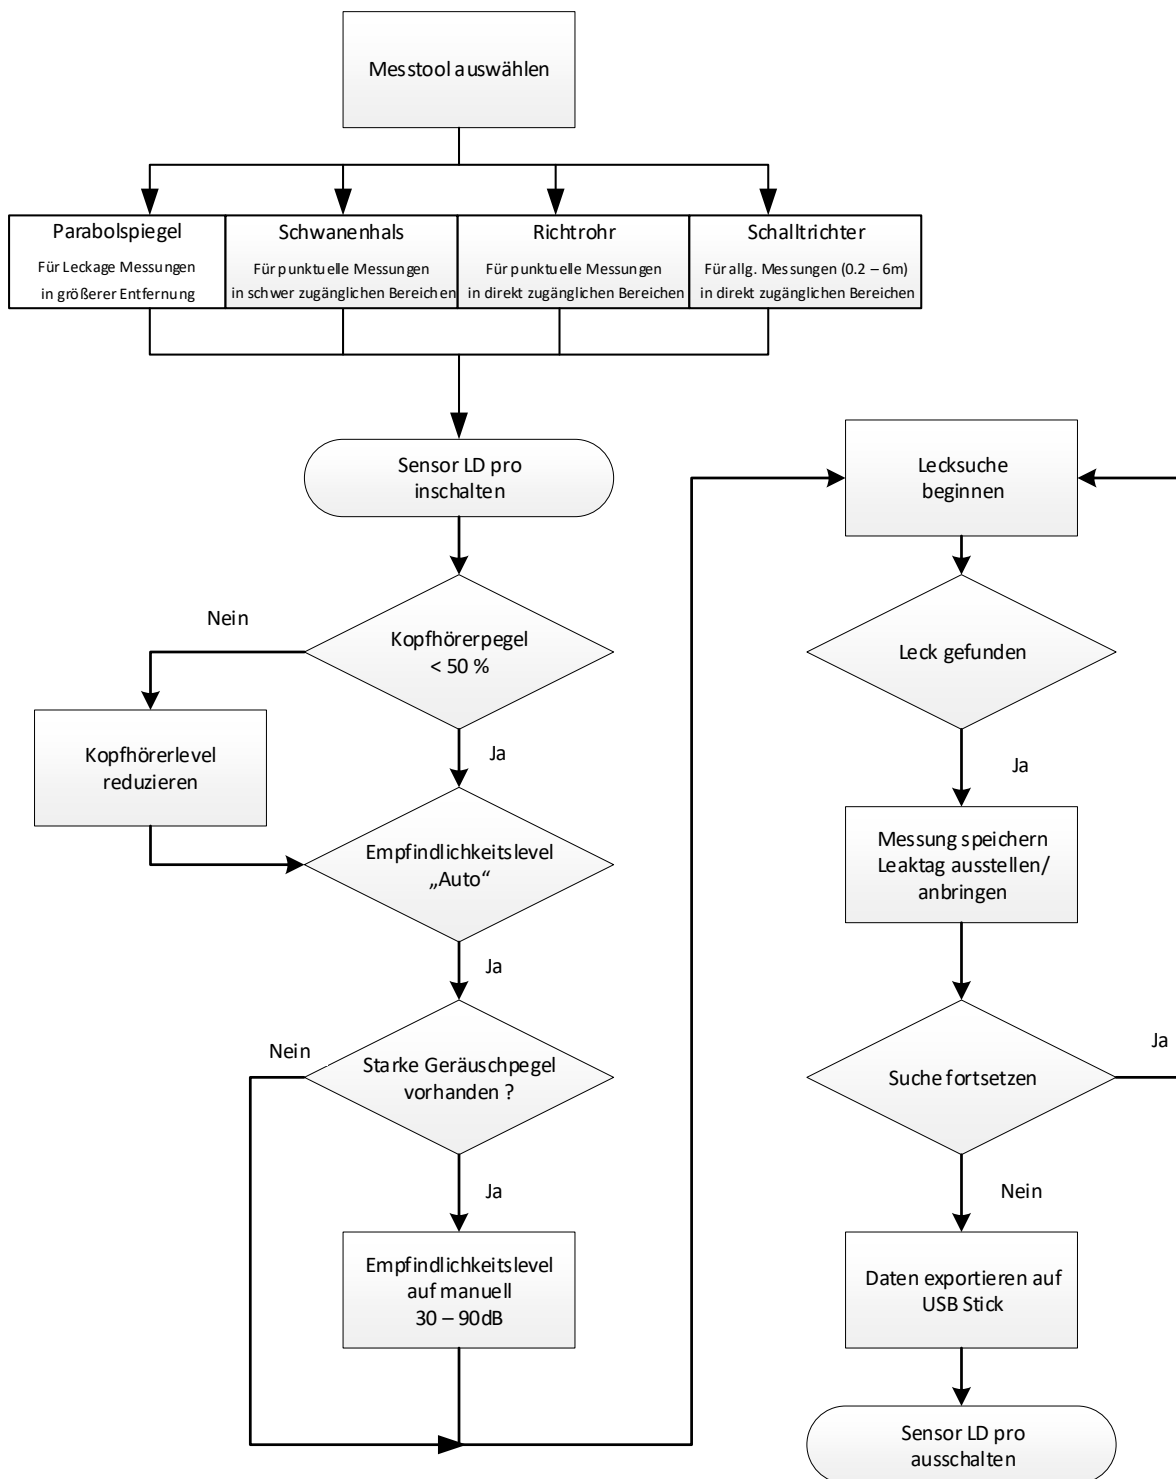 Messtool auswählen
Parabolspiegel
Für Leckage Messungen
in größerer Entfernung
Schwanenhals
Für punktuelle Messungen
in schwer zugänglichen Bereichen
Richtrohr
Für punktuelle Messungen
in direkt zugänglichen Bereichen
Schalltrichter
Für allg. Messungen (0.2 – 6m)
in direkt zugänglichen Bereichen
Sensor LD pro
inschalten
Kopfhörerpegel
< 50 %
Nein
Kopfhörerlevel
reduzieren
Ja
Empfindlichkeitslevel
„Auto“
Ja
Starke Geräuschpegel
vorhanden ?
Nein
Ja
Empfindlichkeitslevel
auf manuell
30 – 90dB
Lecksuche
beginnen
Leck gefunden
Ja
Messung speichern
Leaktag ausstellen/
anbringen
Suche fortsetzen
Ja
Nein
Daten exportieren auf
USB Stick
Sensor LD pro
ausschalten